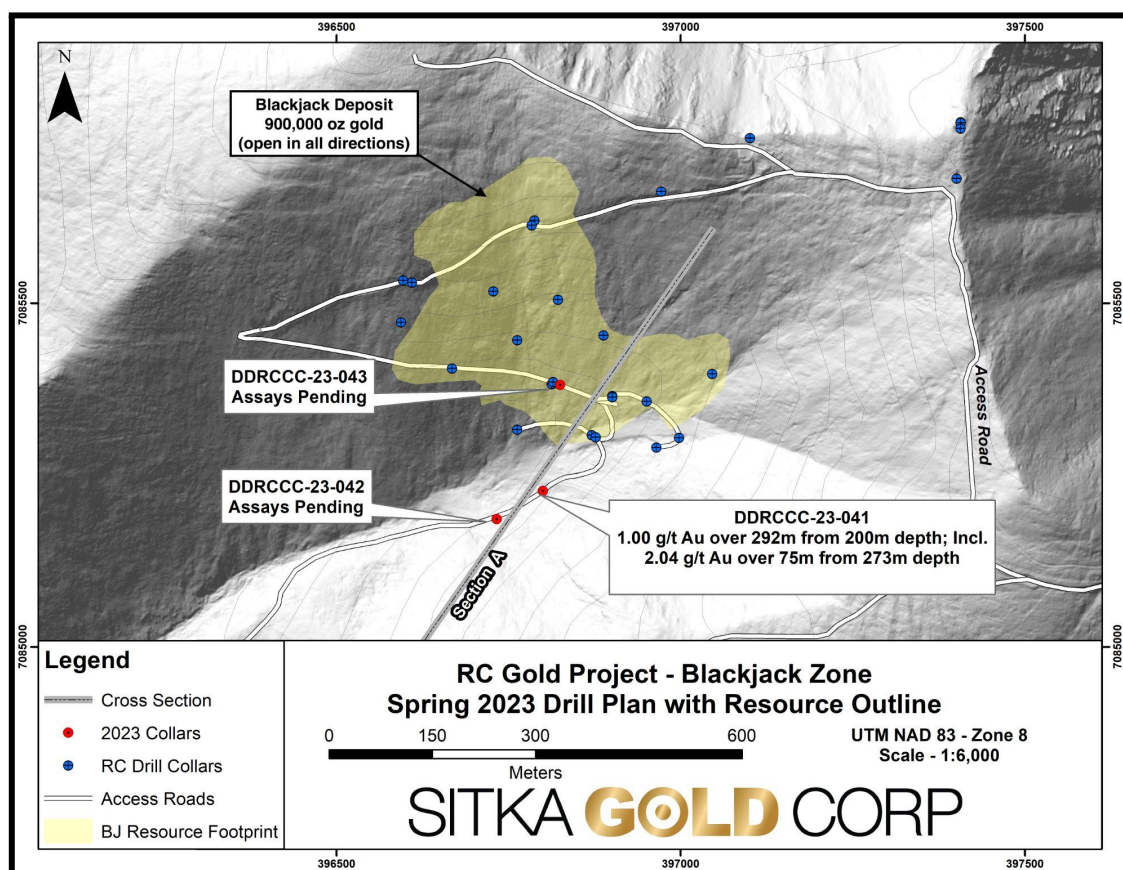 396500
397000
397500
N
Blackjack Deposit
900,000 oz gold
(open in all directions)
7085500
7085500
DDRCCC-23-043
Assays Pending
Access Road
DDRCCC-23-042
Assays Pending
DDRCCC-23-041
1.00 g/t Au over 292m from 200m depth; Incl.
2.04 g/t Au over 75m from 273m depth
Section A
7085000
7085000
Legend
Cross Section
2023 Collars
RC Drill Collars
Access Roads
BJ Resource Footprint
RC Gold Project - Blackjack Zone
Spring 2023 Drill Plan with Resource Outline
0 150 300 600
Meters
UTM NAD 83 - Zone 8
Scale - 1:6,000
SITKA GOLD CORP
396500
397000
397500